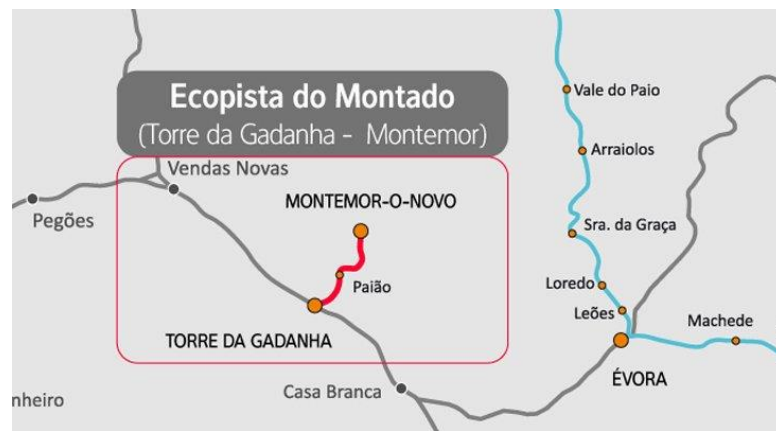 Ecopista do Montado
(Torre da Gadanha - Montemor)
Vale do Paio
Arraiolos
Vendas Novas
Pegões
MONTEMOR-O-NOVO
Sra. da Graça
Paião
Loredo
Leões
Machede
TORRE DA GADANHA
ÉVORA
Casa Branca
nheiro